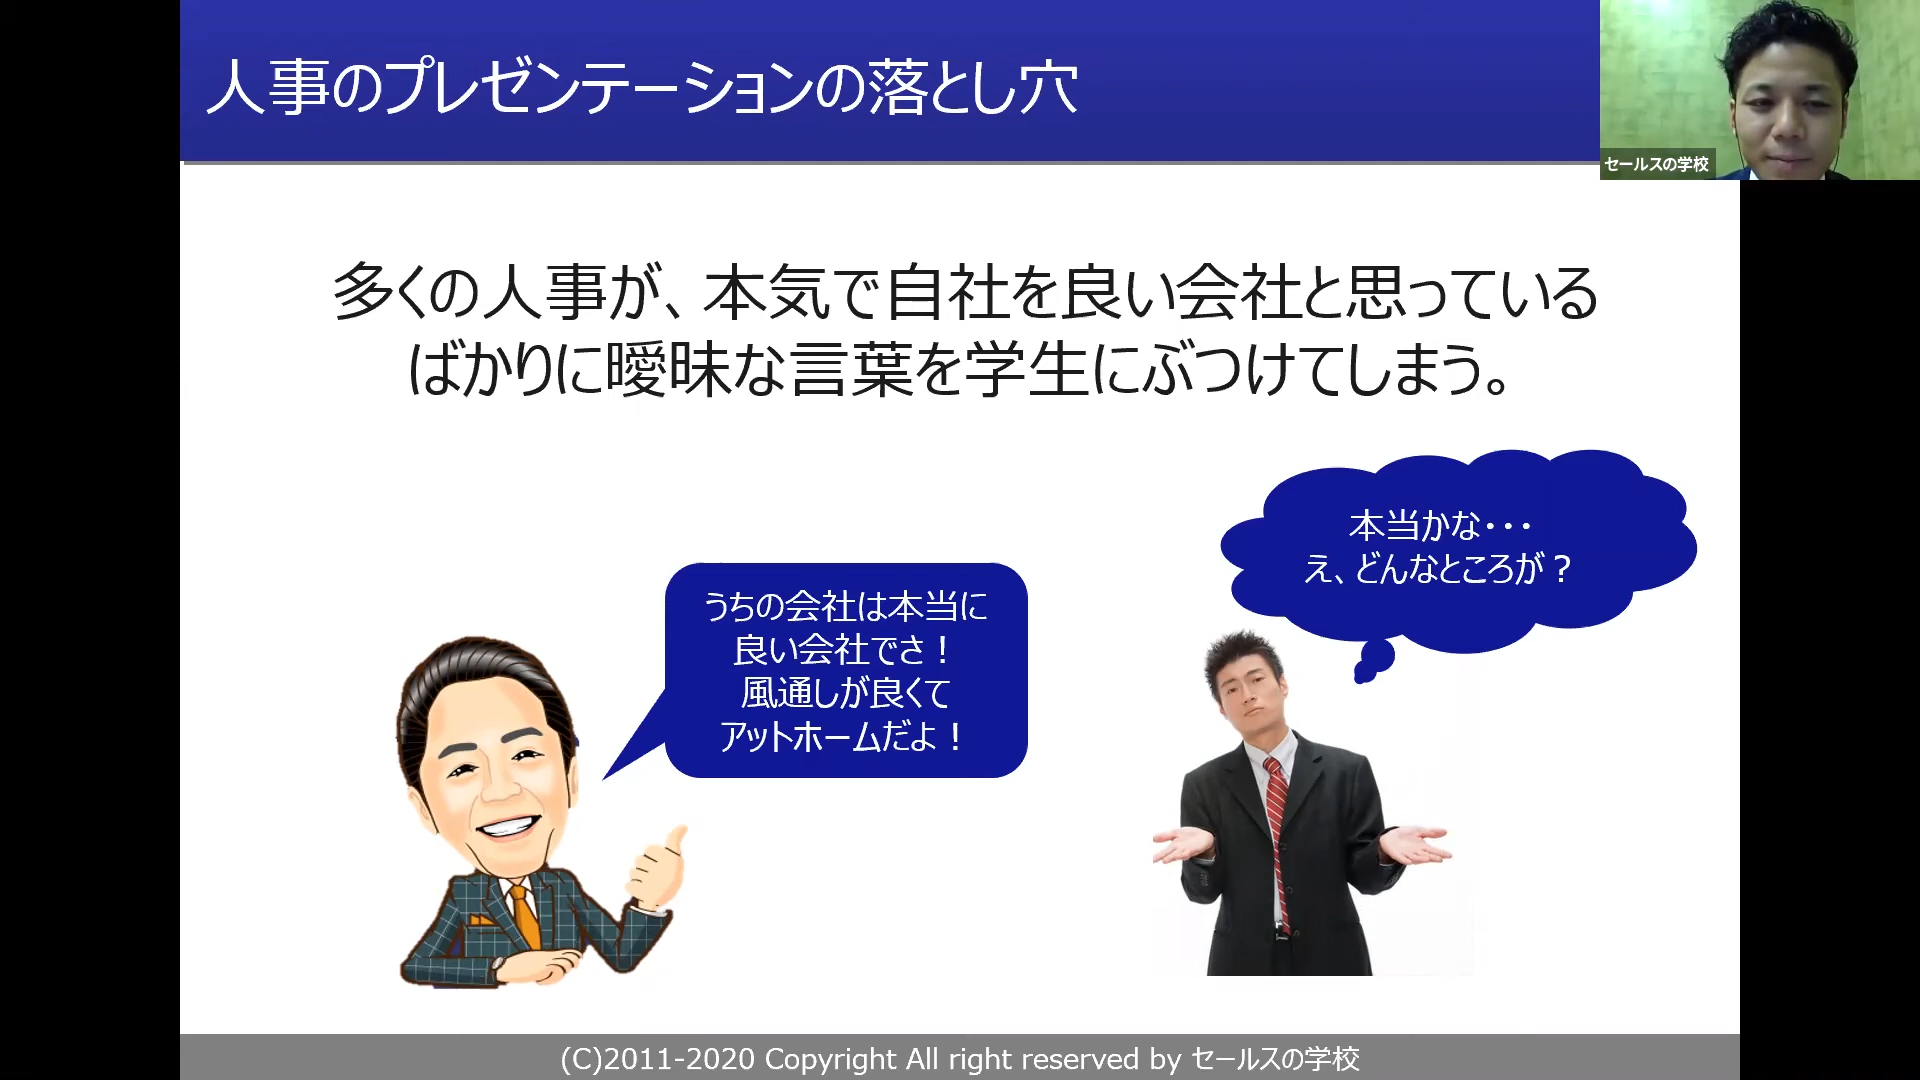 人事のプレゼンテーションの落とし穴
セールスの学校
多くの人事が、本気で自社を良い会社と思っている
ばかりに曖昧な言葉を学生にぶつけてしまう。
本当かな・・・
え、どんなところが？
うちの会社は本当に
良い会社でさ！
風通しが良くて
アットホームだよ！
(C)2011-2020 Copyright All right reserved by セールスの学校